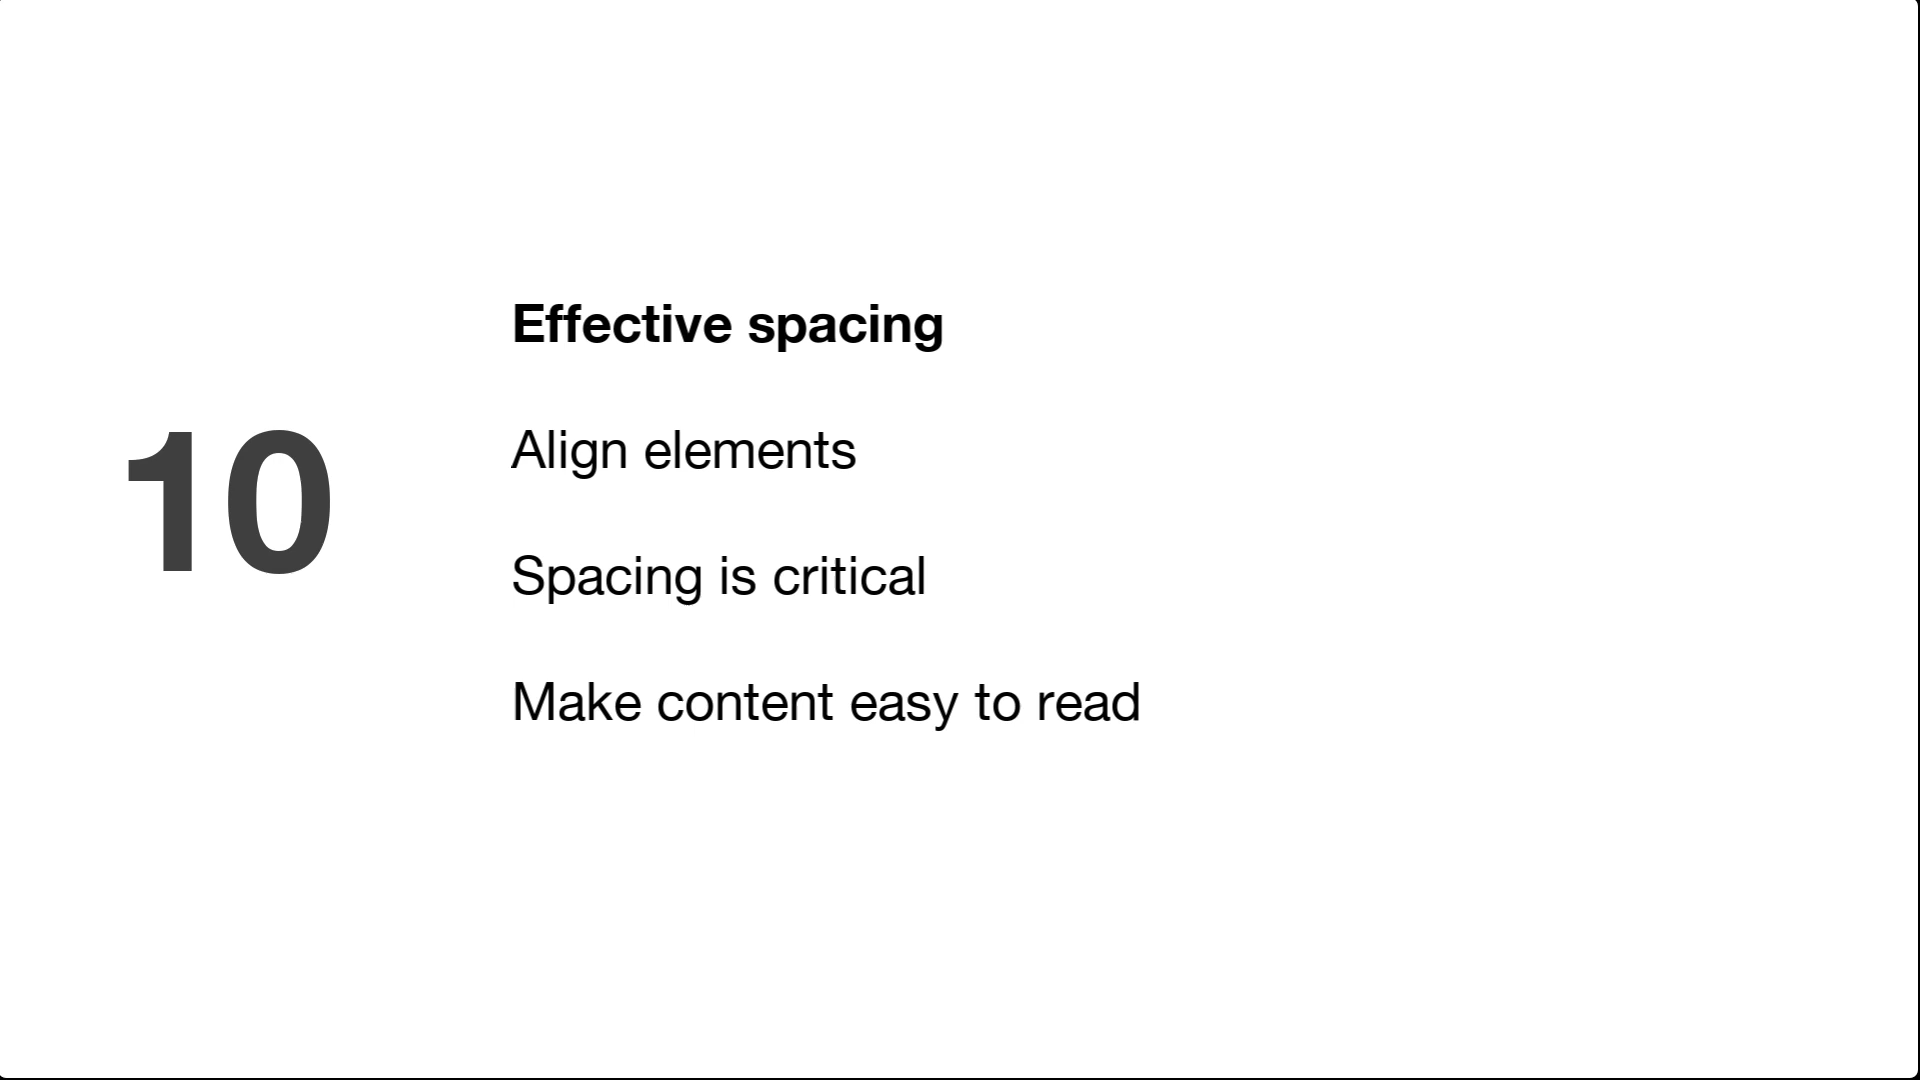 10
Effective spacing
Align elements
Spacing is critical
Make content easy to read